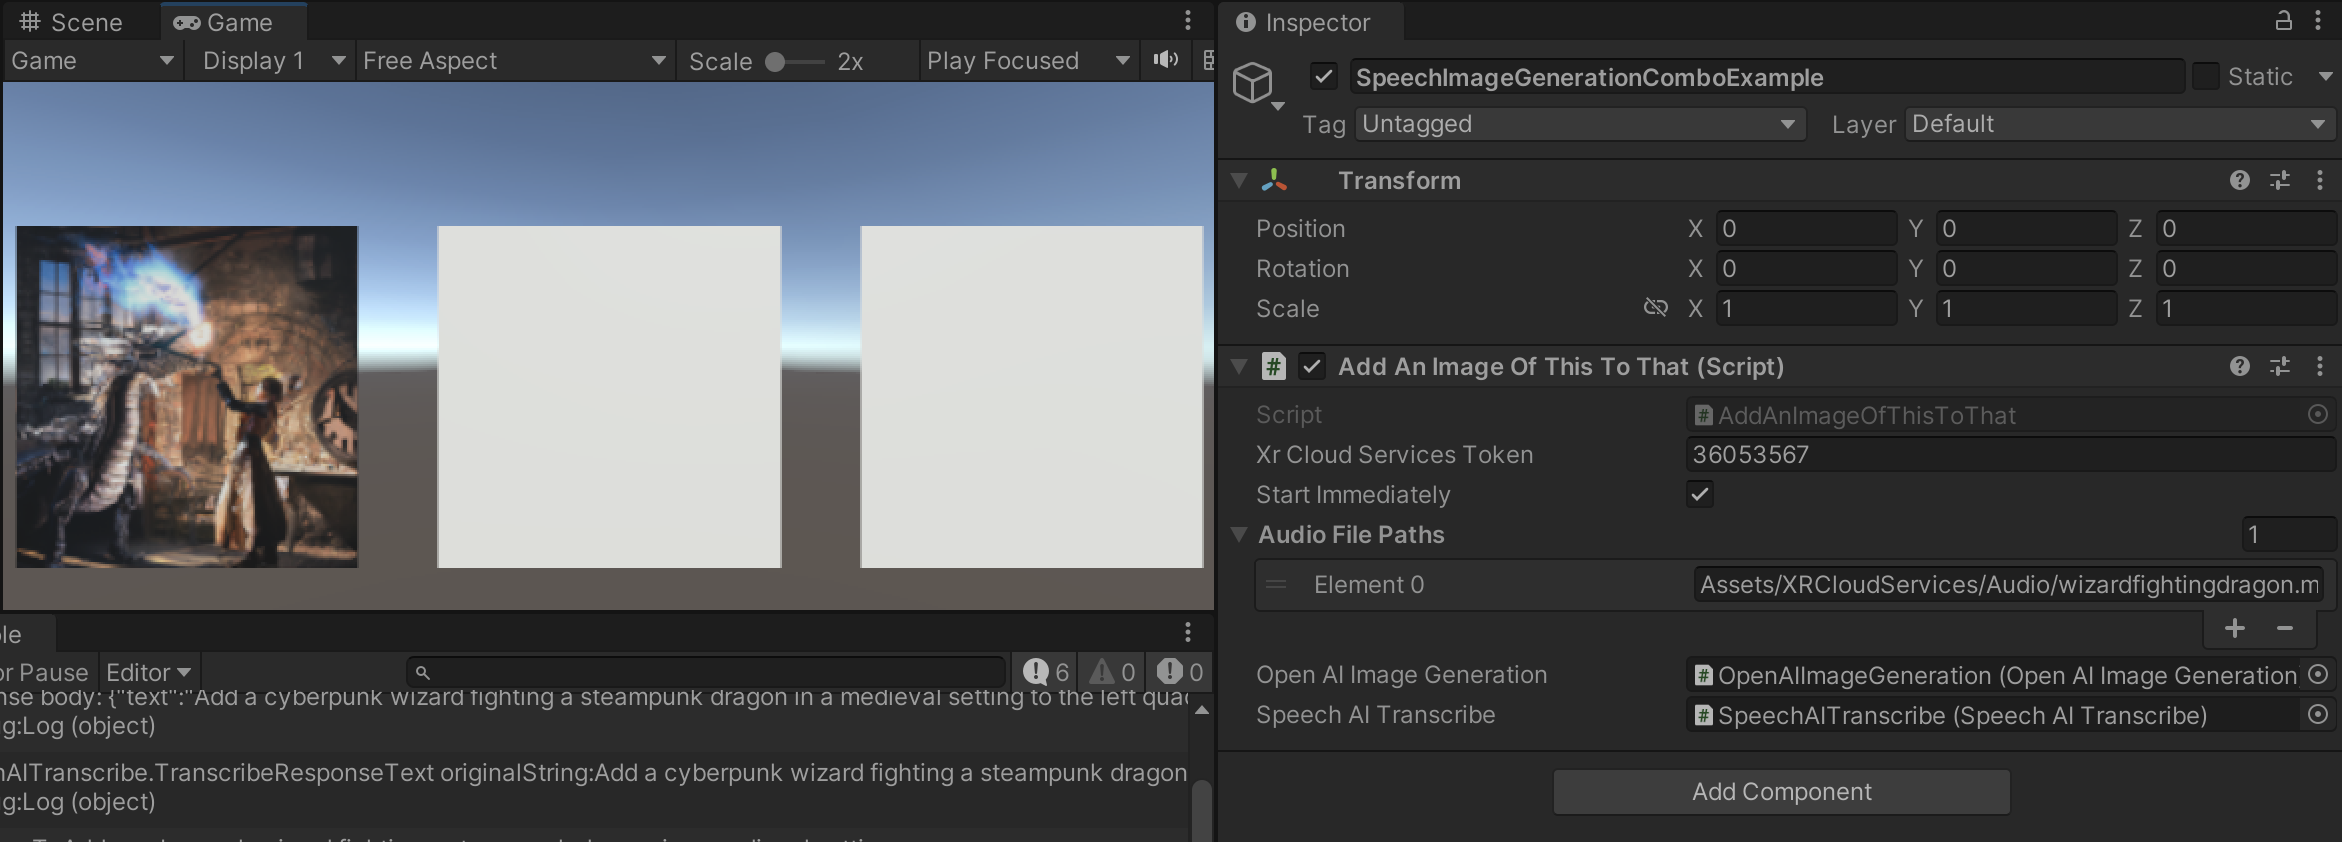 Scene
Game
Game
Display 1
Free Aspect
Scale
2x
Play Focused
Inspector
SpeechImageGenerationComboExample
Static
Tag
Untagged
Layer
Default
Transform
Position X 0 Y 0 Z 0
Rotation X 0 Y 0 Z 0
Scale X 1 Y 1 Z 1
# Add An Image Of This To That (Script)
Script # AddAnImageOfThisToThat
Xr Cloud Services Token 36053567
Start Immediately
Audio File Paths 1
Element 0 Assets/XRCloudServices/Audio/wizardfightingdragon.m
Open AI Image Generation # OpenAIImageGeneration (Open AI Image Generation
Speech AI Transcribe # SpeechAITranscribe (Speech AI Transcribe)
Add Component
le
or Pause
Editor
6
0
0
nse body: {"text":"Add a cyberpunk wizard fighting a steampunk dragon in a medieval setting to the left quad
g:Log (object)
nAITranscribe.TranscribeResponseText originalString:Add a cyberpunk wizard fighting a steampunk dragon
g:Log (object)